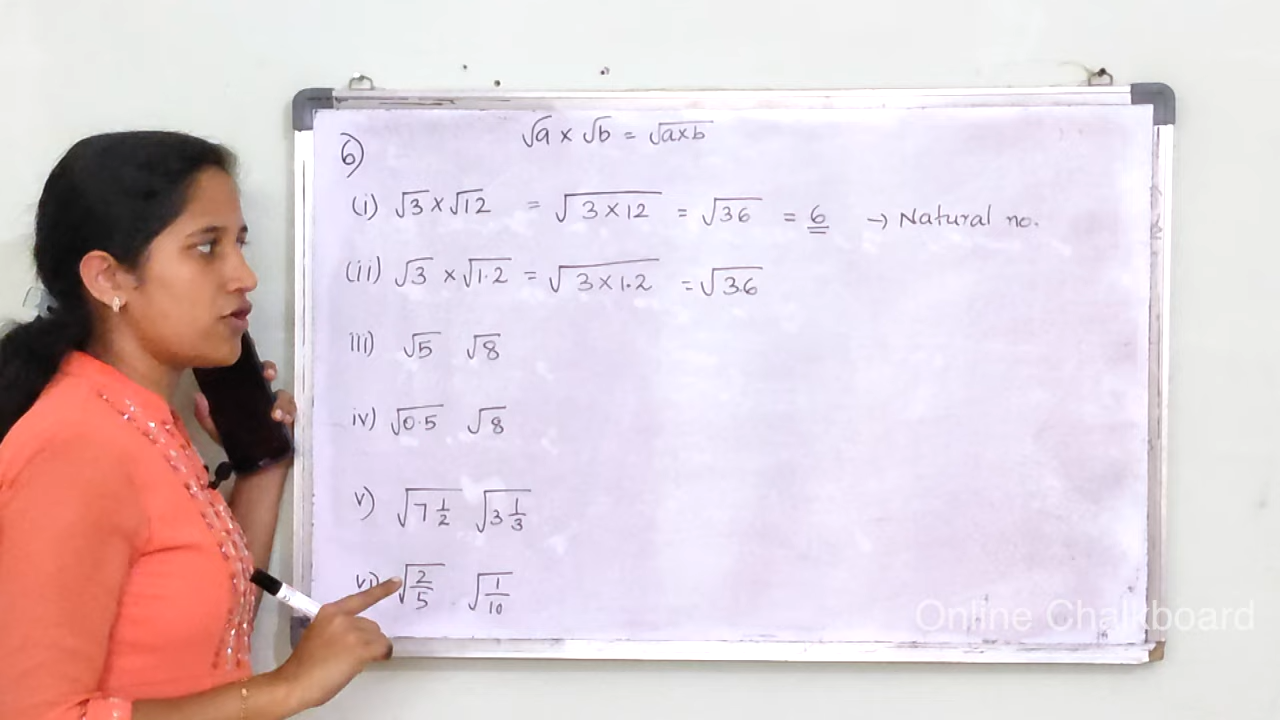 √a × √b = √a×b
6)
(i) √3 × √12 = √3×12 = √36 = 6 → Natural no.
(ii) √3 × √1.2 = √3×1.2 = √3.6
iii) √5 √8
iv) √0.5 √8
v) √7 1/2 √3 1/3
vi) √2/5 √1/10
Online Chalkboard